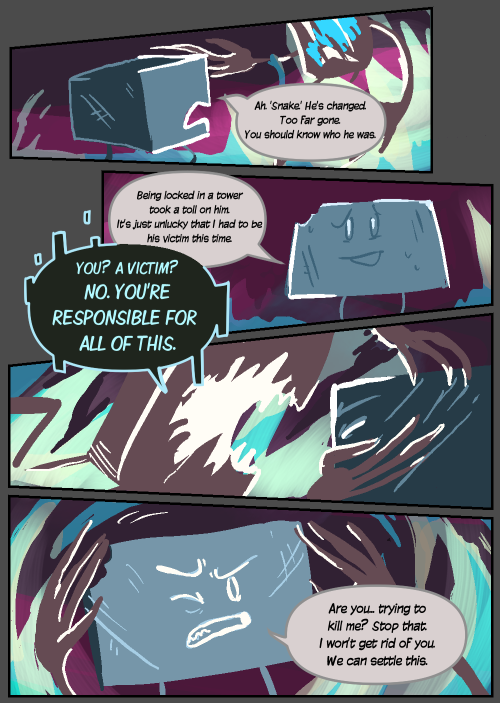 Ah. 'Snake.' He's changed.
Too far gone.
You should know who he was.
Being locked in a tower
took a toll on him.
It's just unlucky that I had to be
his victim this time.
YOU? A VICTIM?
NO. YOU'RE
RESPONSIBLE FOR
ALL OF THIS.
Are you... trying to
kill me? Stop that.
I won't get rid of you.
We can settle this.